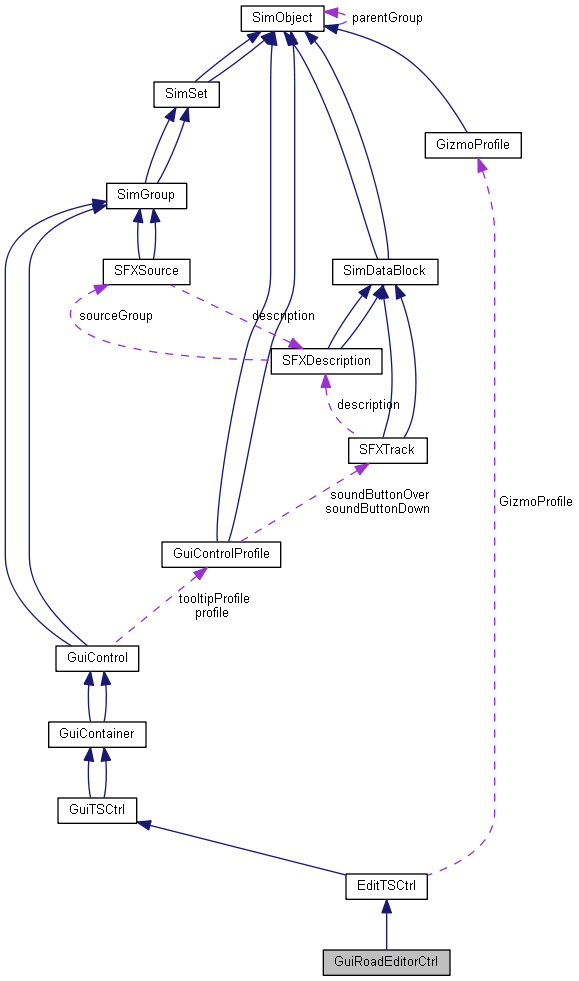 SimObject
parentGroup
SimSet
GizmoProfile
SimGroup
SFXSource
SimDataBlock
sourceGroup
description
SFXDescription
description
SFXTrack
soundButtonOver
soundButtonDown
GizmoProfile
GuiControlProfile
tooltipProfile
profile
GuiControl
GuiContainer
GuiTSCtrl
EditTSCtrl
GuiRoadEditorCtrl